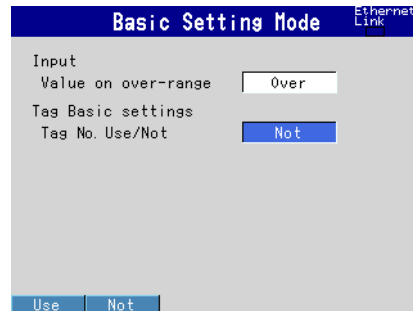 Basic Setting Mode
Ethernet
Link
Input
Value on over-range Over
Tag Basic settings
Tag No. Use/Not Not
Use Not